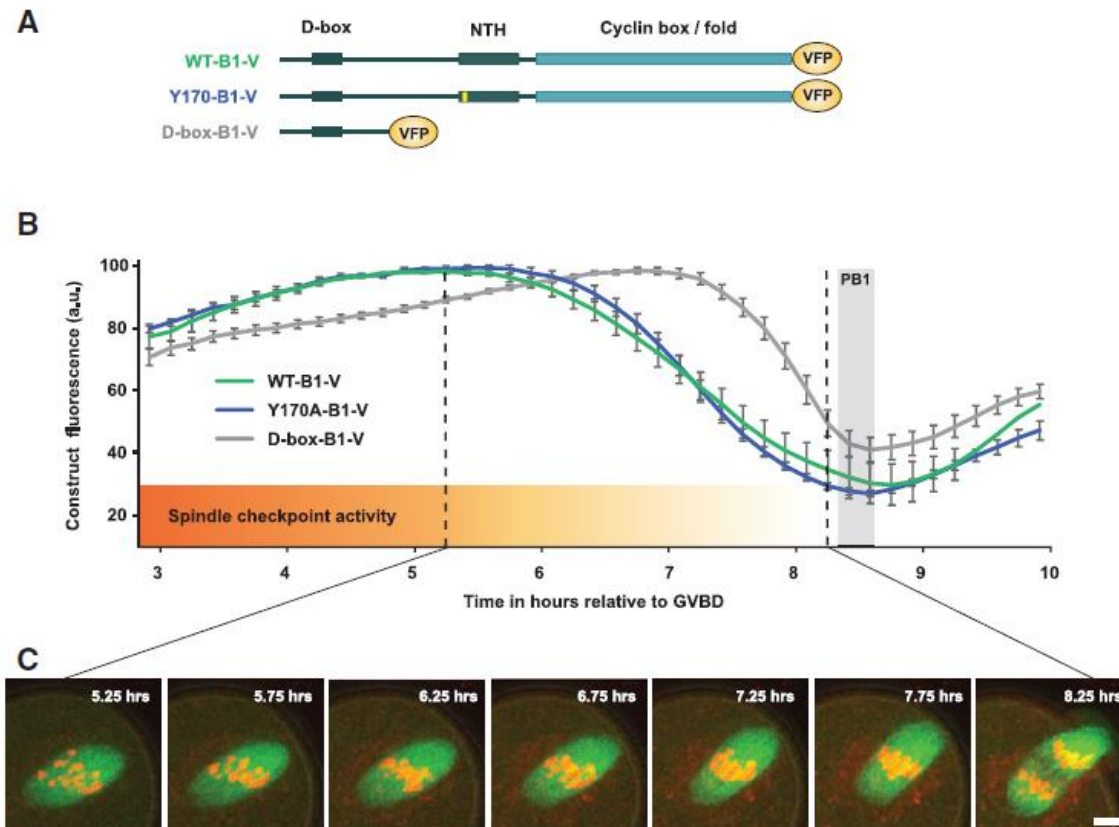 A
D-box NTH Cyclin box / fold
WT-B1-V VFP
Y170-B1-V VFP
D-box-B1-V VFP
B
Construct fluorescence (a.u.)
100
80
60
40
20
PB1
WT-B1-V
Y170A-B1-V
D-box-B1-V
Spindle checkpoint activity
3 4 5 6 7 8 9 10
Time in hours relative to GVBD
C
5.25 hrs 5.75 hrs 6.25 hrs 6.75 hrs 7.25 hrs 7.75 hrs 8.25 hrs